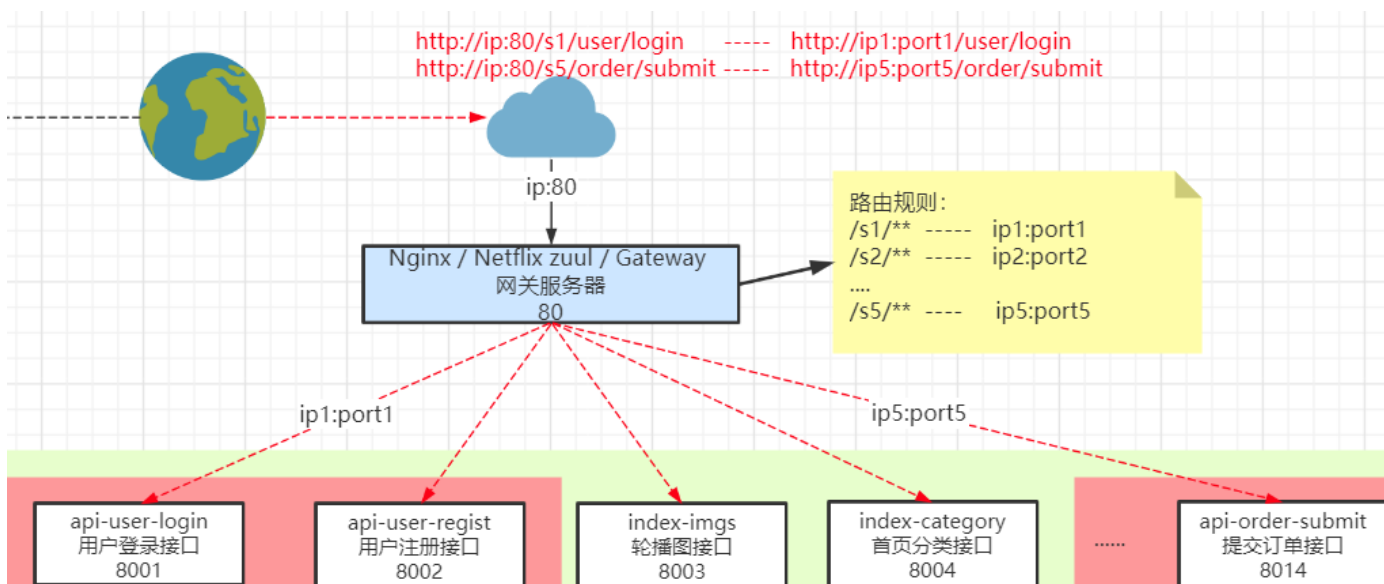 http://ip:80/s1/user/login ----- http://ip1:port1/user/login
http://ip:80/s5/order/submit ----- http://ip5:port5/order/submit
ip:80
Nginx / Netflix zuul / Gateway
网关服务器
80
路由规则：
/s1/** ----- ip1:port1
/s2/** ----- ip2:port2
....
/s5/** ---- ip5:port5
ip1:port1
ip5:port5
api-user-login
用户登录接口
8001
api-user-regist
用户注册接口
8002
index-imgs
轮播图接口
8003
index-category
首页分类接口
8004
......
api-order-submit
提交订单接口
8014